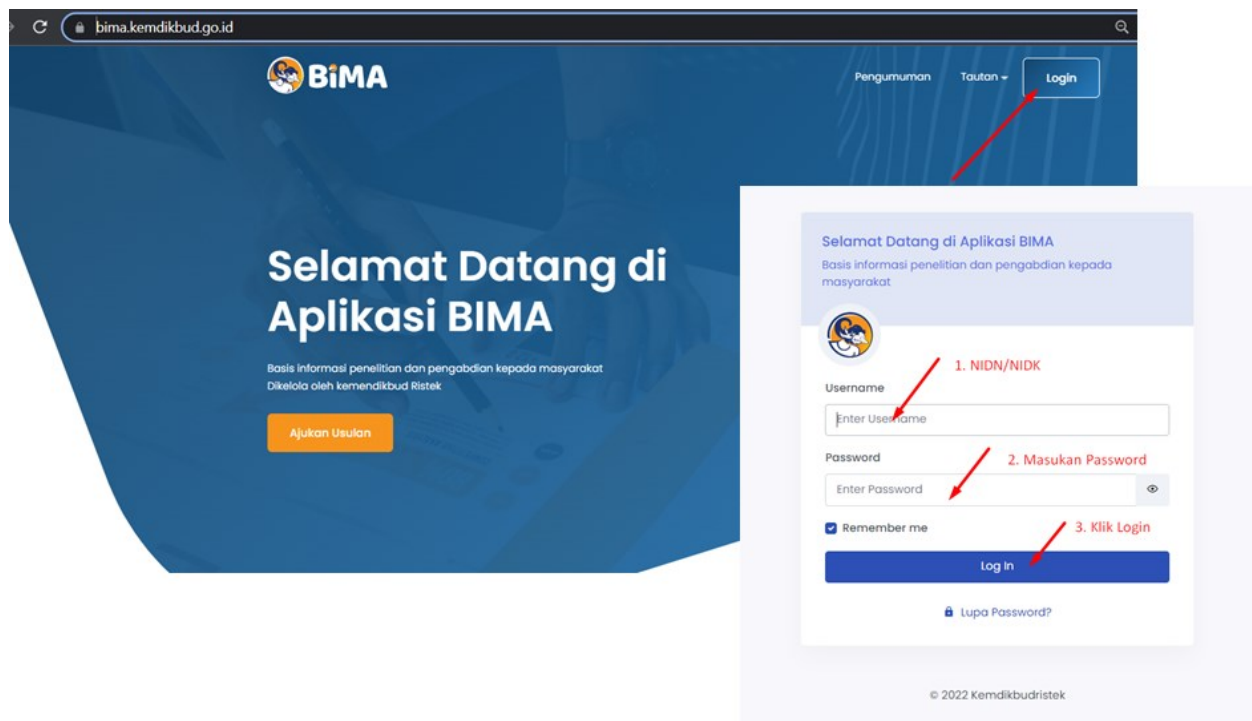 bima.kemdikbud.go.id
BiMA
Pengumuman
Tautan
Login
Selamat Datang di
Aplikasi BIMA
Basis informasi penelitian dan pengabdian kepada masyarakat
Dikelola oleh kemendikbud Ristek
Ajukan Usulan
Selamat Datang di Aplikasi BIMA
Basis informasi penelitian dan pengabdian kepada
masyarakat
1. NIDN/NIDK
Username
Enter Username
Password
2. Masukan Password
Enter Password
Remember me
3. Klik Login
Log In
Lupa Password?
© 2022 Kemdikbudristek